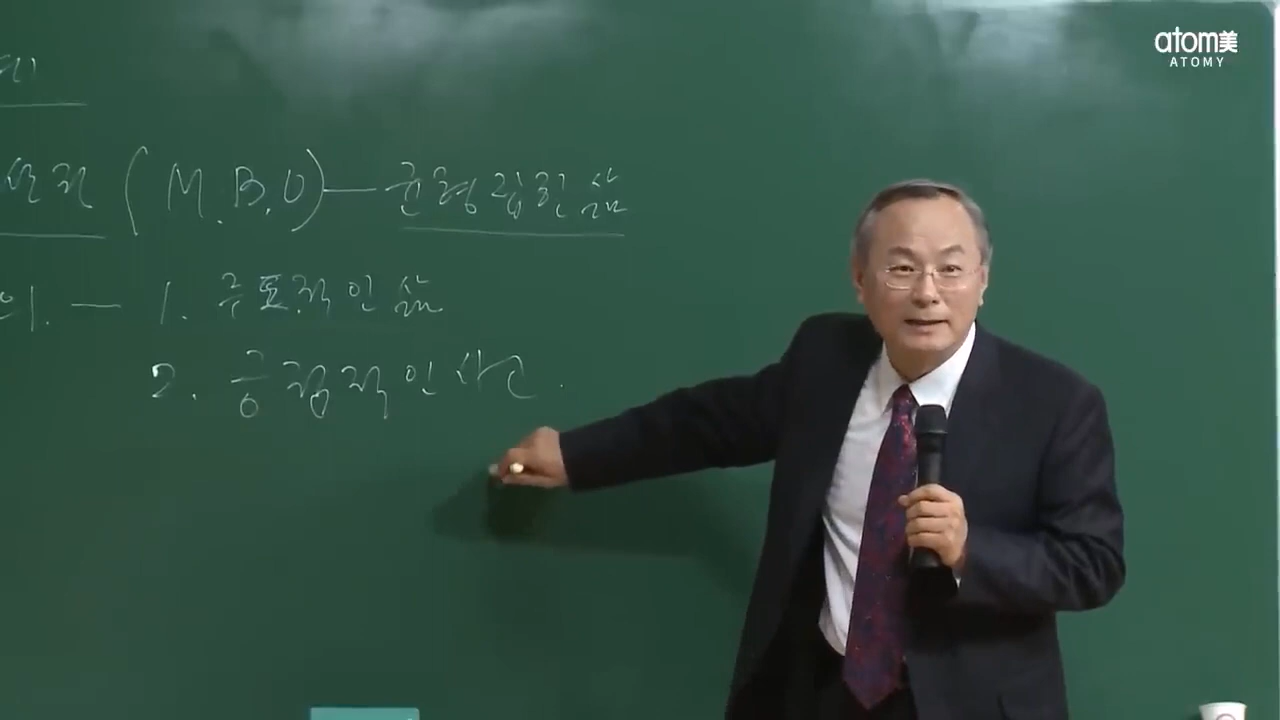 atom美
ATOMY
(M.B.O) — 균형잡힌 삶
— 1. 주도적인 삶
2. 긍정적인 사고.